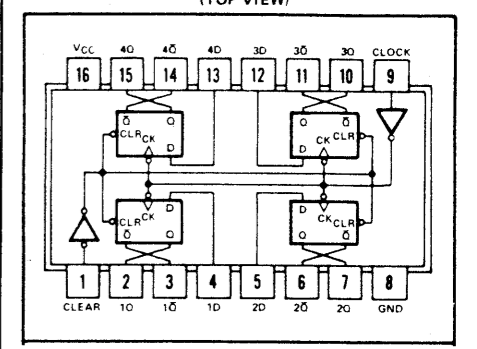 (TOP VIEW)
VCC 4Q 4Q̄ 4D 3D 3Q̄ 3Q CLOCK
16 15 14 13 12 11 10 9
Q̄ Q Q Q̄
CLR CK D D CK CLR
CLR CK D D CK CLR
Q Q̄ Q Q̄
1 2 3 4 5 6 7 8
CLEAR 1Q 1Q̄ 1D 2D 2Q̄ 2Q GND